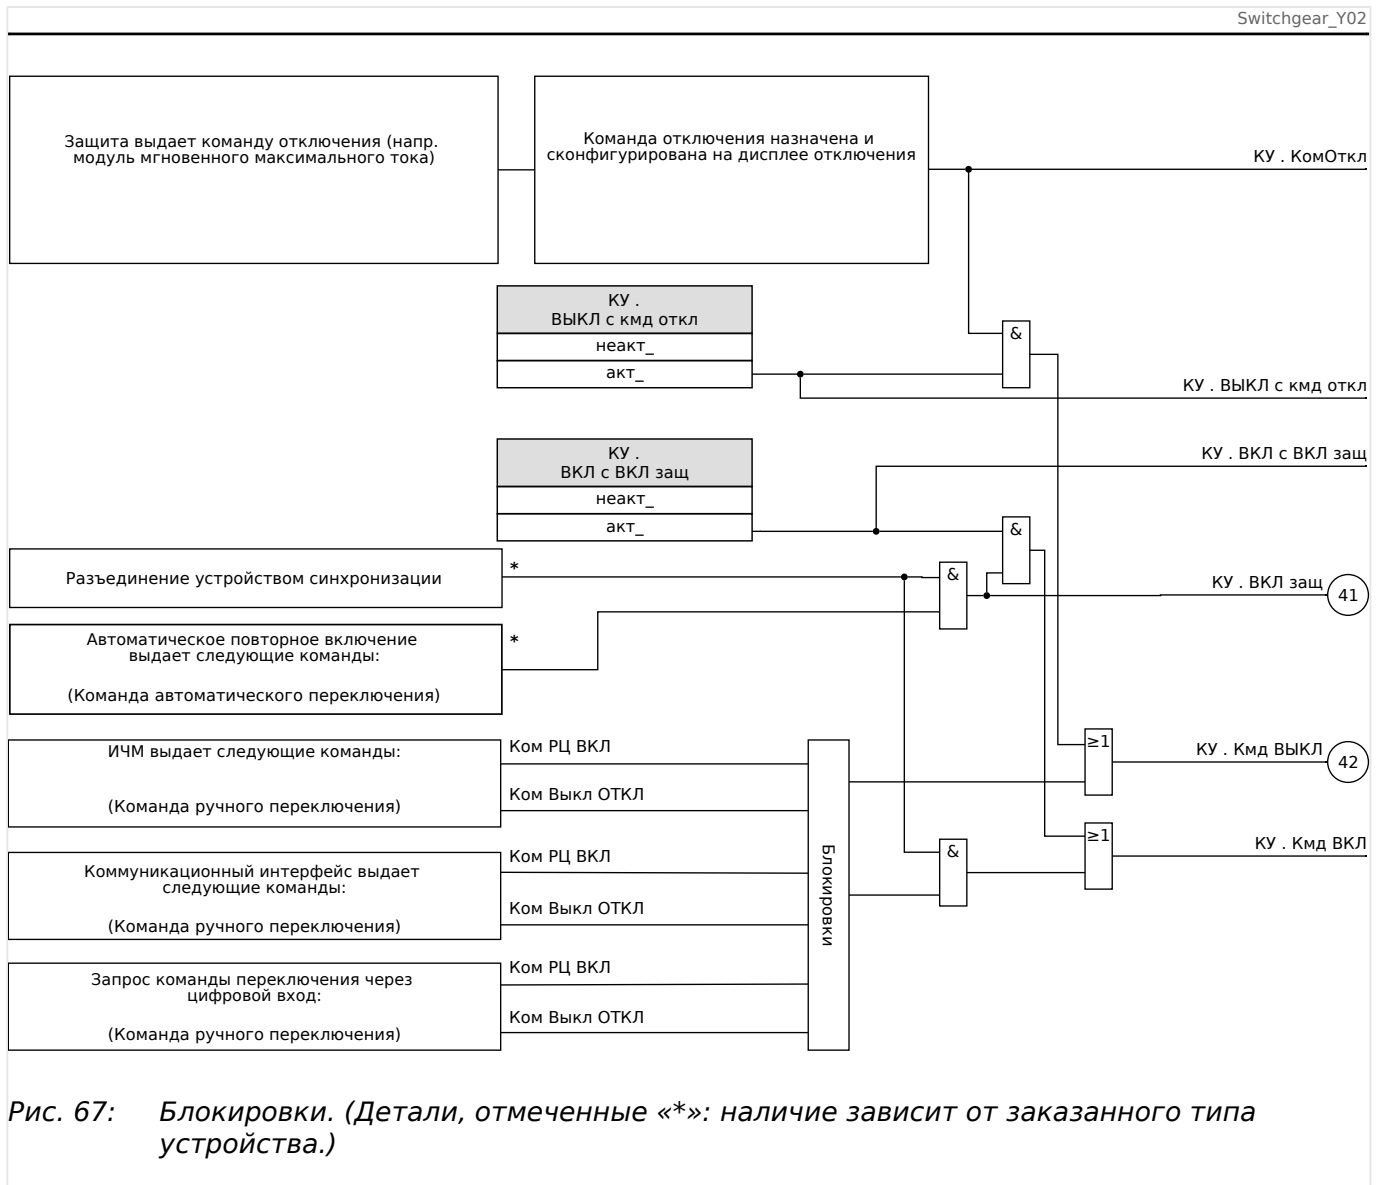 Switchgear_Y02
Защита выдает команду отключения (напр.
модуль мгновенного максимального тока)
Команда отключения назначена и
сконфигурирована на дисплее отключения
КУ . КомОткл
КУ .
ВЫКЛ с кмд откл
неакт_
акт_
&
КУ . ВЫКЛ с кмд откл
КУ .
ВКЛ с ВКЛ защ
неакт_
акт_
КУ . ВКЛ с ВКЛ защ
&
Разъединение устройством синхронизации
*
&
КУ . ВКЛ защ
41
Автоматическое повторное включение
выдает следующие команды:
(Команда автоматического переключения)
*
ИЧМ выдает следующие команды:
(Команда ручного переключения)
Ком РЦ ВКЛ
Ком Выкл ОТКЛ
≥1
КУ . Кмд ВЫКЛ
42
Коммуникационный интерфейс выдает
следующие команды:
(Команда ручного переключения)
Ком РЦ ВКЛ
Ком Выкл ОТКЛ
Блокировки
&
≥1
КУ . Кмд ВКЛ
Запрос команды переключения через
цифровой вход:
(Команда ручного переключения)
Ком РЦ ВКЛ
Ком Выкл ОТКЛ
Рис. 67: Блокировки. (Детали, отмеченные «*»: наличие зависит от заказанного типа
устройства.)